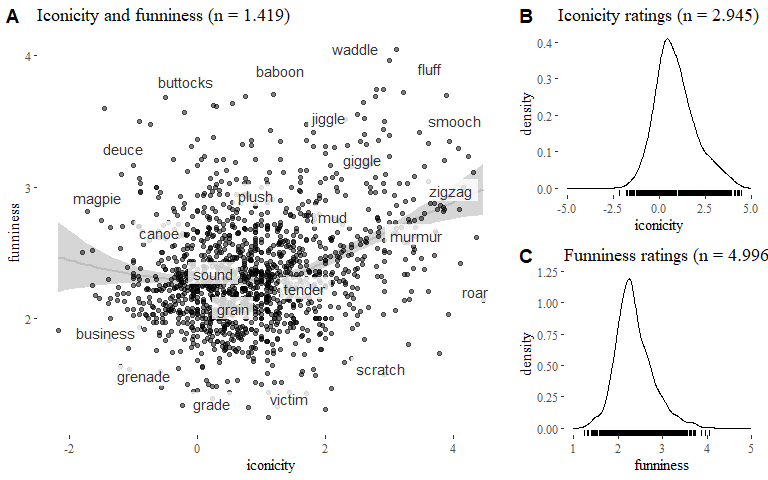 A Iconicity and funniness (n = 1.419)
waddle
fluff
baboon
buttocks
jiggle
smooch
deuce
giggle
magpie
plush
zigzag
mud
canoe
murmur
sound
tender
roar
grain
business
scratch
grenade
grade
victim
4
3
2
funniness
-2
0
2
4
iconicity
B Iconicity ratings (n = 2.945)
0.4
0.3
0.2
0.1
0.0
density
-5.0
-2.5
0.0
2.5
5.0
iconicity
C Funniness ratings (n = 4.996
1.25
1.00
0.75
0.50
0.25
0.00
density
1
2
3
4
5
funniness